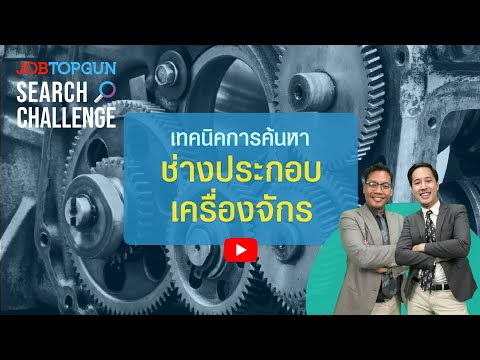 JOBTOPGUN
SEARCH
CHALLENGE
เทคนิคการค้นหา
ช่างประกอบ
เครื่องจักร